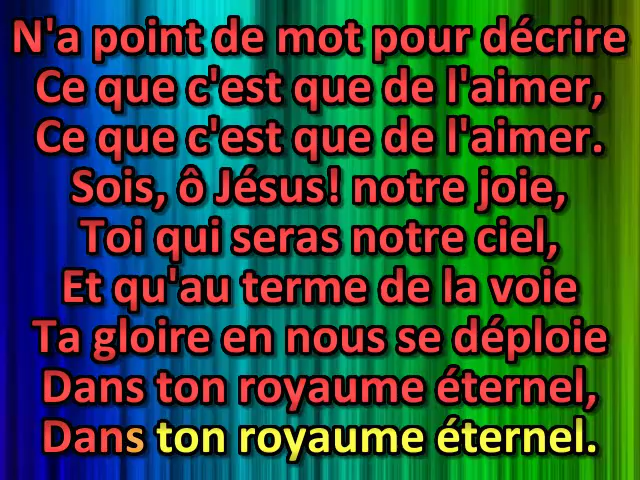 N'a point de mot pour décrire
Ce que c'est que de l'aimer,
Ce que c'est que de l'aimer.
Sois, ô Jésus! notre joie,
Toi qui seras notre ciel,
Et qu'au terme de la voie
Ta gloire en nous se déploie
Dans ton royaume éternel,
Dans ton royaume éternel.